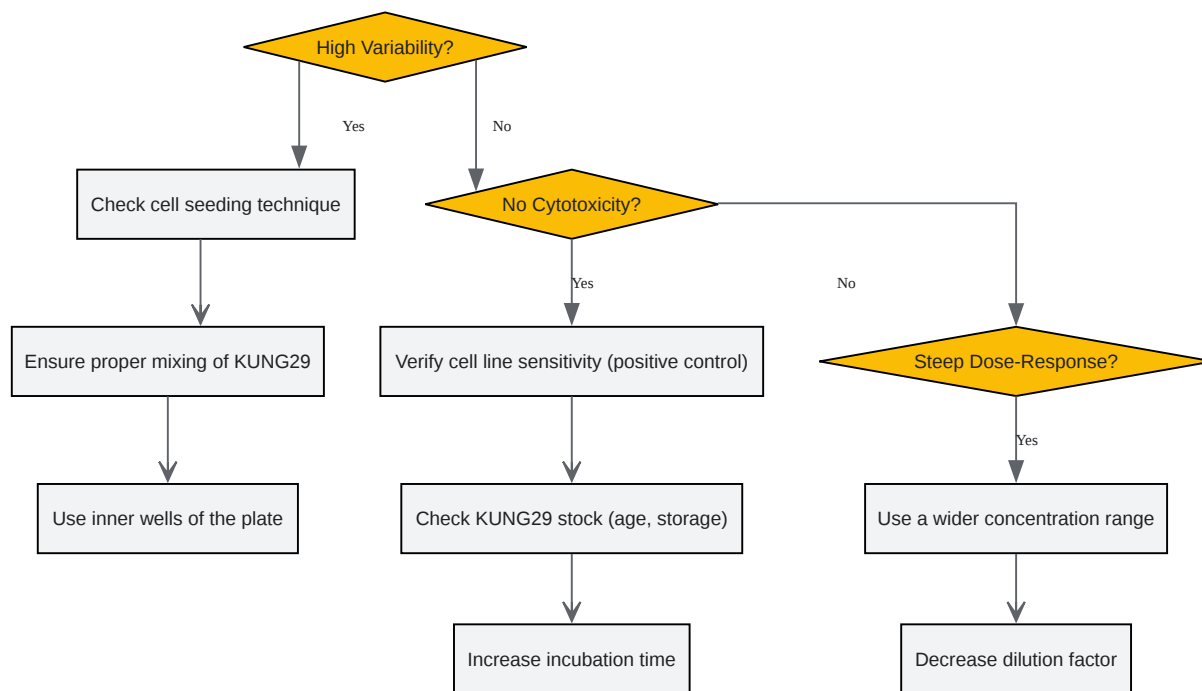 High Variability?
Yes
No
Check cell seeding technique
No Cytotoxicity?
Yes
No
Ensure proper mixing of KUNG29
Verify cell line sensitivity (positive control)
Steep Dose-Response?
Yes
Use inner wells of the plate
Check KUNG29 stock (age, storage)
Use a wider concentration range
Increase incubation time
Decrease dilution factor